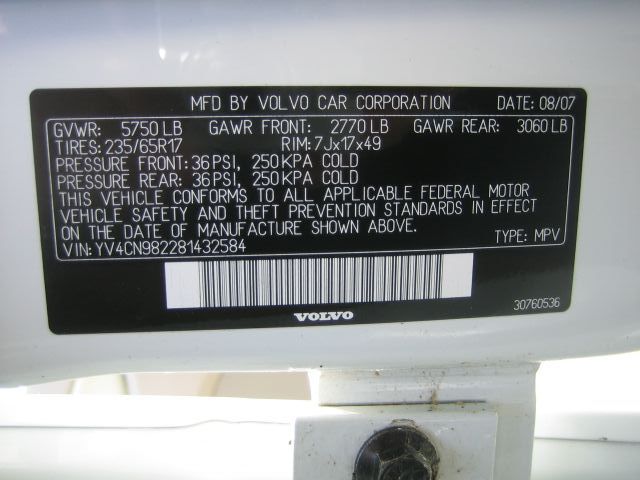 MFD BY VOLVO CAR CORPORATION DATE: 08/07
GVWR: 5750 LB GAWR FRONT: 2770 LB GAWR REAR: 3060 LB
TIRES: 235/65R17 RIM: 7Jx17x49
PRESSURE FRONT: 36 PSI, 250 KPA COLD
PRESSURE REAR: 36 PSI, 250 KPA COLD
THIS VEHICLE CONFORMS TO ALL APPLICABLE FEDERAL MOTOR
VEHICLE SAFETY AND THEFT PREVENTION STANDARDS IN EFFECT
ON THE DATE OF MANUFACTURE SHOWN ABOVE.
VIN: YV4CN982281432584 TYPE: MPV
30760536
VOLVO